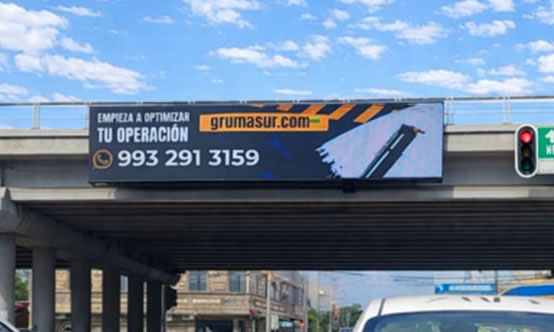 EMPIEZA A OPTIMIZAR
TU OPERACIÓN
grumasur.com
993 291 3159